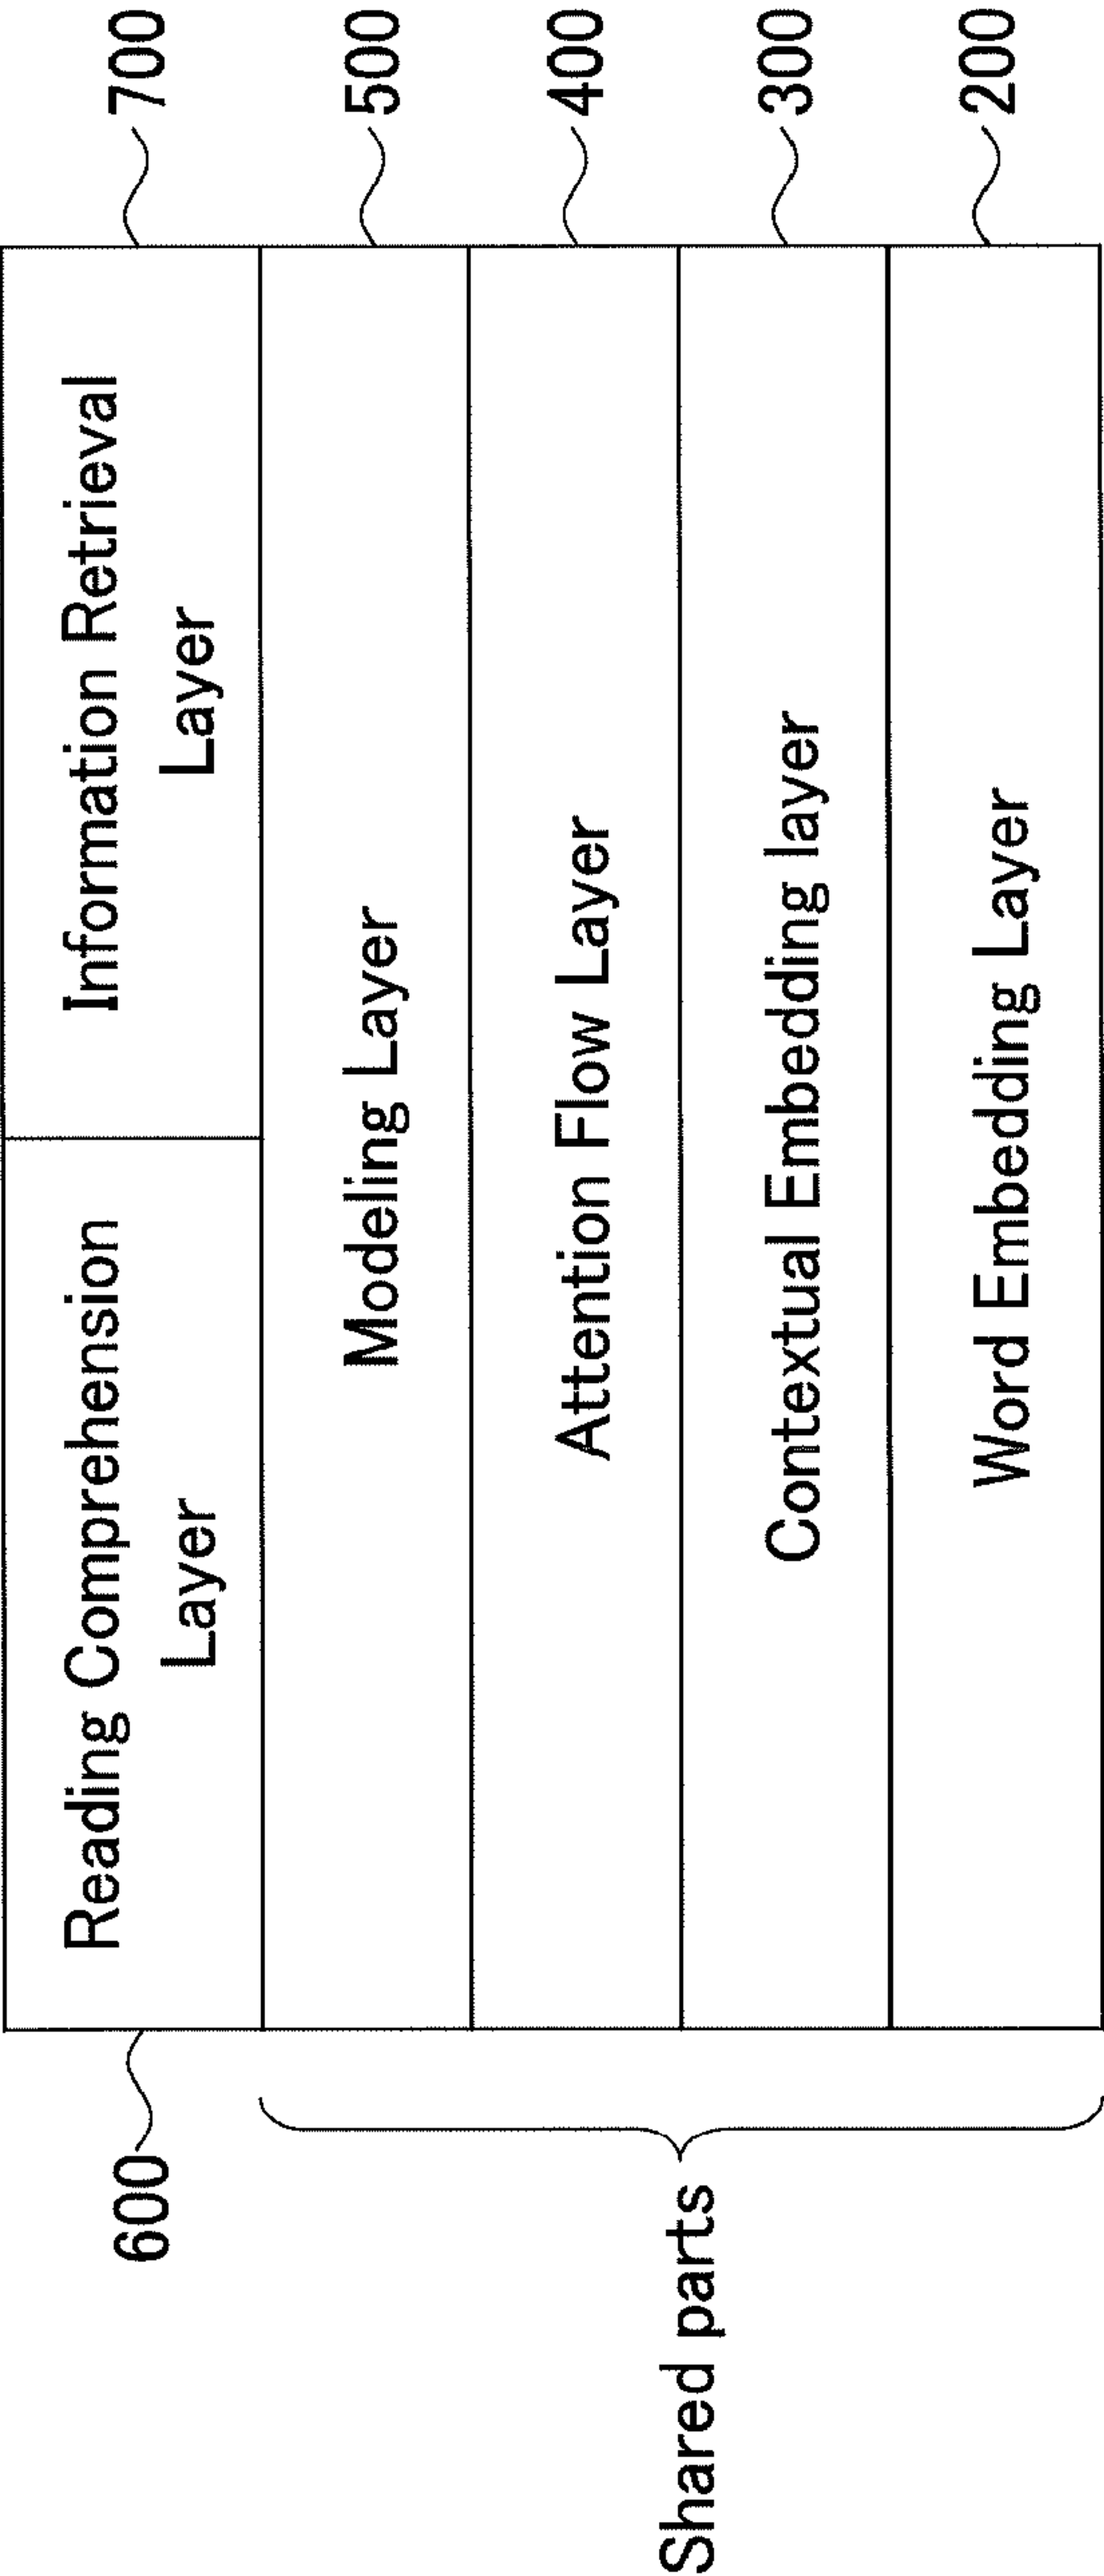 600
Reading Comprehension
Layer
Information Retrieval
Layer
700
Modeling Layer
500
Attention Flow Layer
400
Contextual Embedding layer
300
Word Embedding Layer
200
Shared parts